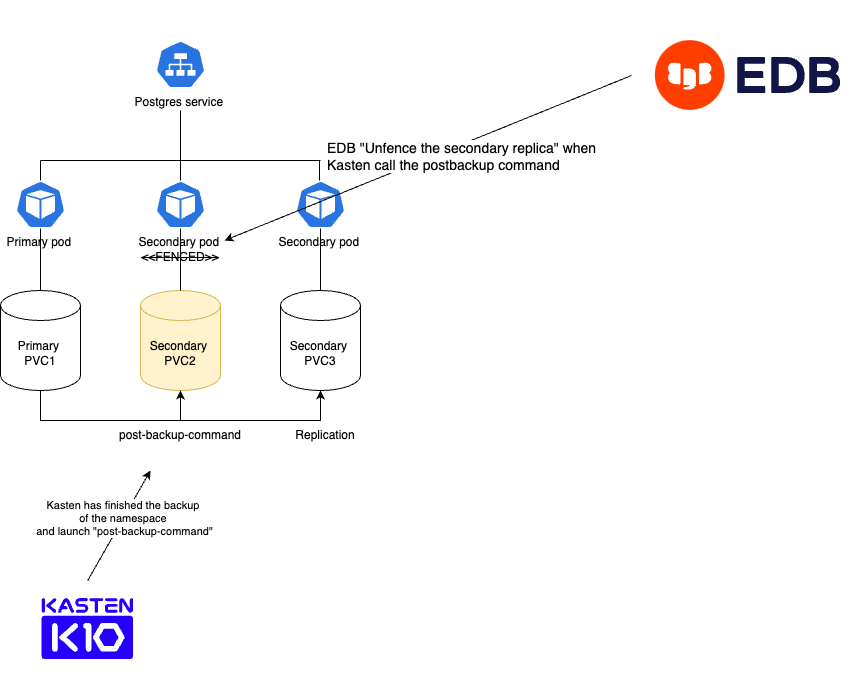 EDB
Postgres service
EDB "Unfence the secondary replica" when
Kasten call the postbackup command
Primary pod
Secondary pod
<<FENCED>>
Secondary pod
Primary
PVC1
Secondary
PVC2
Secondary
PVC3
post-backup-command
Replication
Kasten has finished the backup
of the namespace
and launch "post-backup-command"
KASTEN
K10